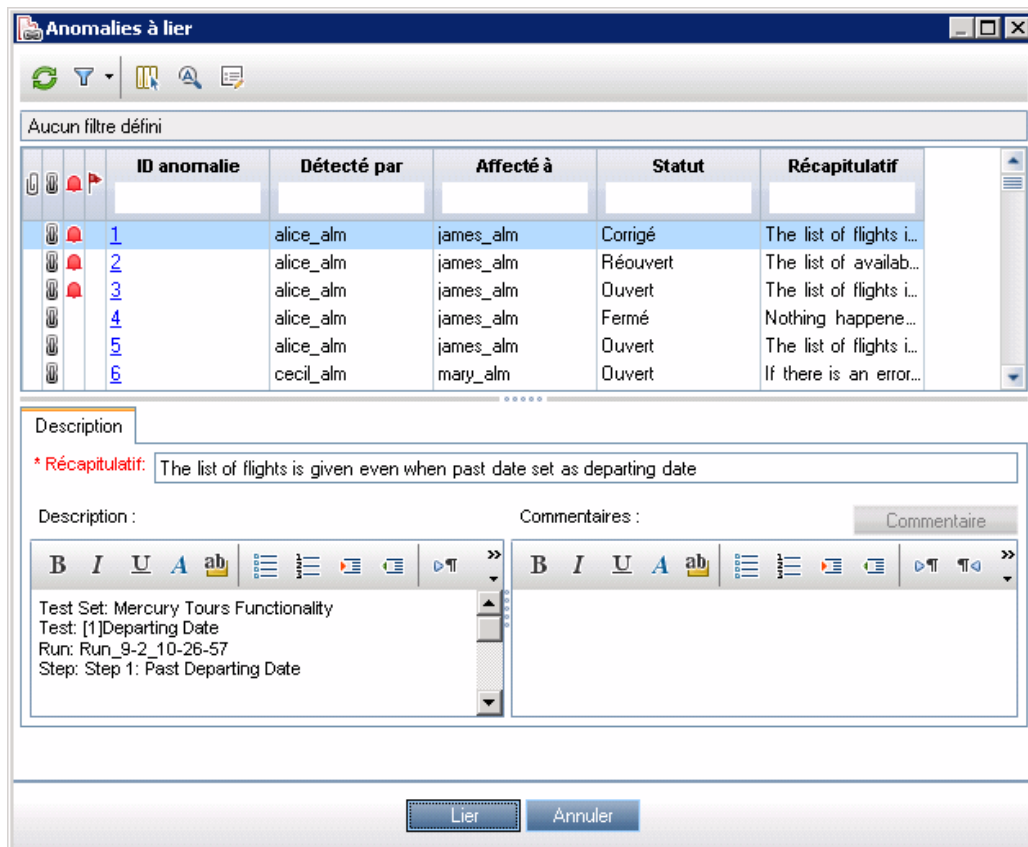 Anomalies à lier
Aucun filtre défini
ID anomalie Détecté par Affecté à Statut Récapitulatif
1 alice_alm james_alm Corrigé The list of flights i...
2 alice_alm james_alm Réouvert The list of availab...
3 alice_alm james_alm Ouvert The list of flights i...
4 alice_alm james_alm Fermé Nothing happene...
5 alice_alm james_alm Ouvert The list of flights i...
6 cecil_alm mary_alm Ouvert If there is an error...
Description
* Récapitulatif: The list of flights is given even when past date set as departing date
Description : Commentaires : Commentaire
B I U A ab B I U A ab
Test Set: Mercury Tours Functionality
Test: [1]Departing Date
Run: Run_9-2_10-26-57
Step: Step 1: Past Departing Date
Lier Annuler